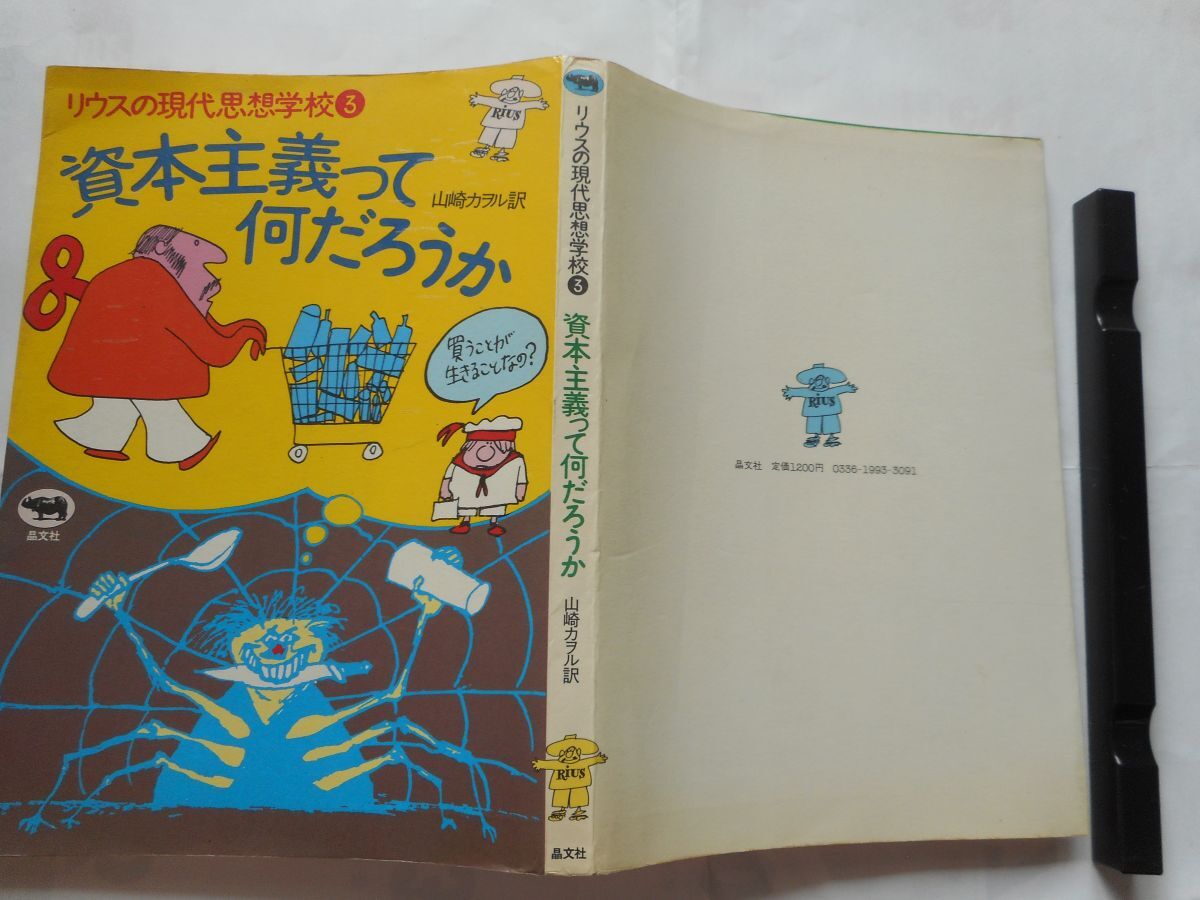 リウスの現代思想学校3
RIUS
資本主義って
何だろうか
山崎カヲル訳
買うことが
生きることなの?
晶文社
リウスの現代思想学校3
資本主義って何だろうか
山崎カヲル訳
RIUS
晶文社
RIUS
晶文社 定価1200円 0336-1993-3091